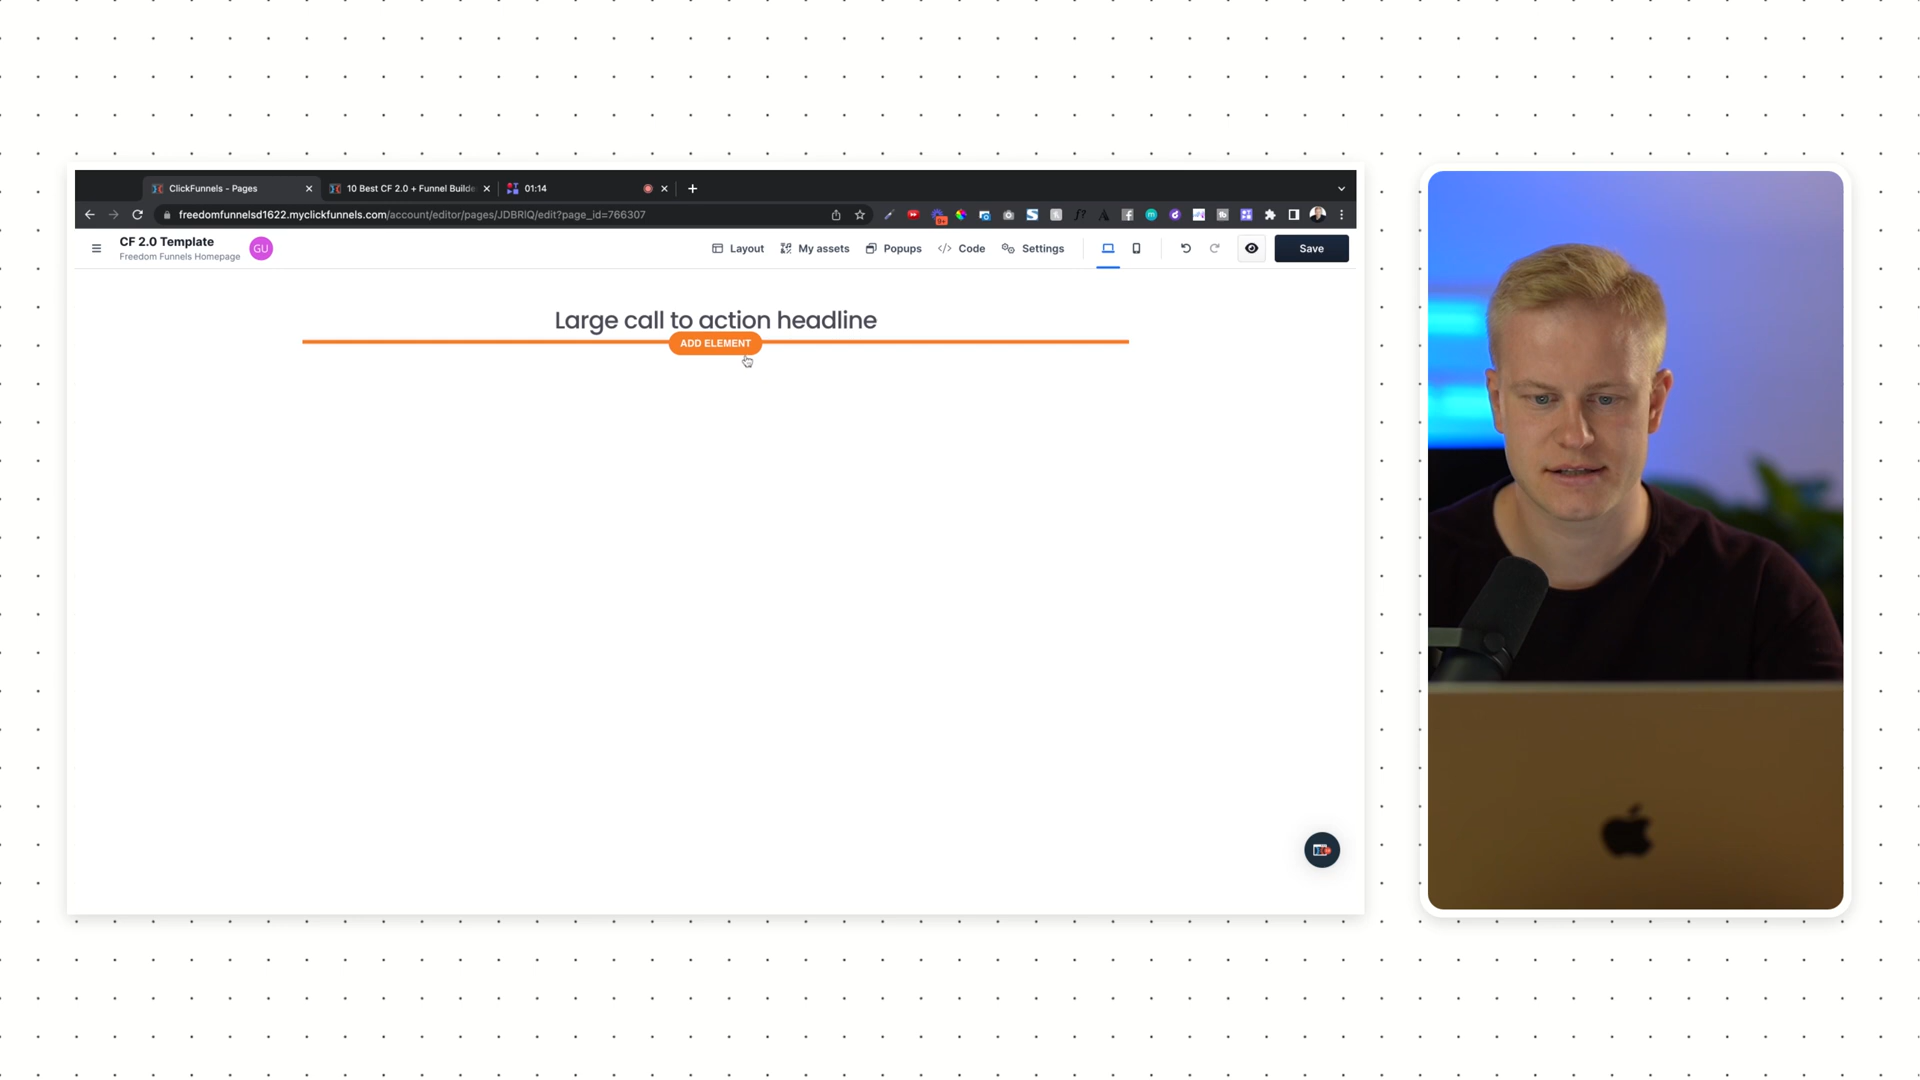 ClickFunnels - Pages
10 Best CF 2.0 + Funnel Builde
01:14
freedomfunnelsd1622.myclickfunnels.com/account/editor/pages/JDBRIQ/edit?page_id=766307
CF 2.0 Template
Freedom Funnels Homepage
GU
Layout
My assets
Popups
Code
Settings
Save
Large call to action headline
ADD ELEMENT